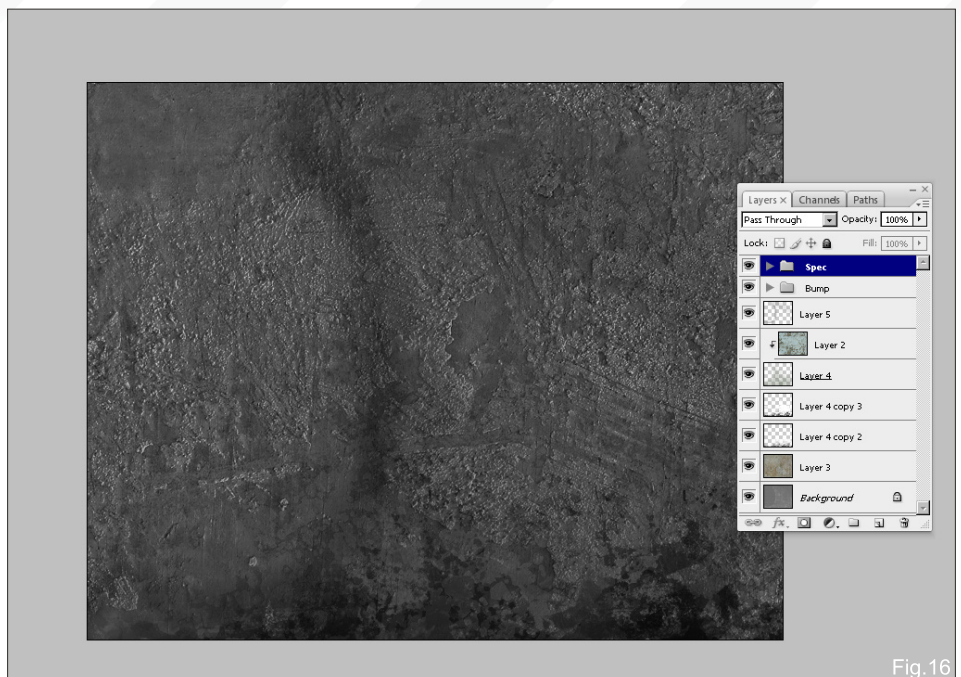 Layers × Channels Paths
Pass Through Opacity: 100%
Lock: Fill: 100%
Spec
Bump
Layer 5
Layer 2
Layer 4
Layer 4 copy 3
Layer 4 copy 2
Layer 3
Background
fx.
Fig.16